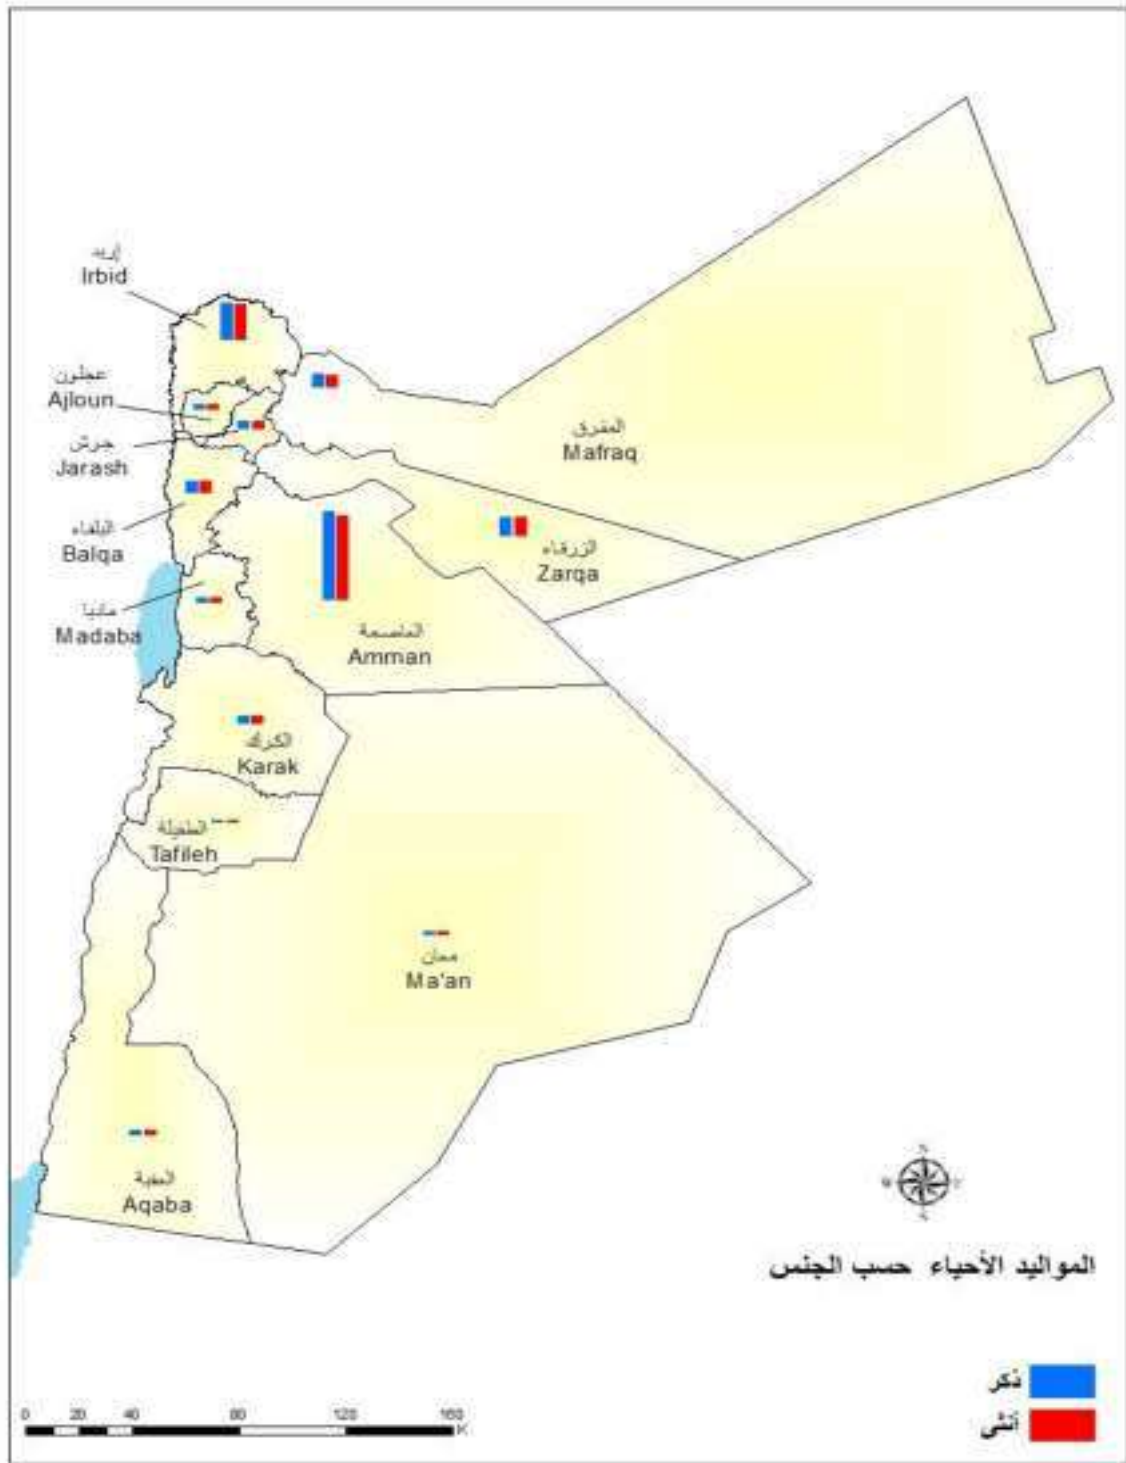 إربد
Irbid
عجلون
Ajloun
جرش
Jarash
المفرق
Mafraq
البلقاء
Balqa
الزرقاء
Zarqa
مادبا
Madaba
العاصمة
Amman
الكرك
Karak
الطفيلة
Tafileh
معان
Ma'an
العقبة
Aqaba
N
S
المواليد الأحياء حسب الجنس
ذكر
أنثى
0 20 40 80 120 160
K